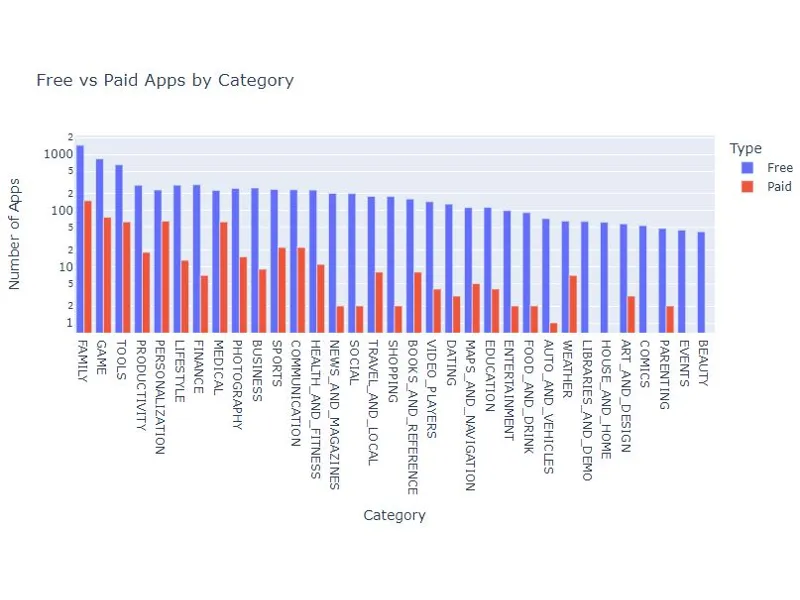 Free vs Paid Apps by Category
Type
Free
Paid
Number of Apps
2
1000
5
2
100
5
2
10
5
2
1
FAMILY
GAME
TOOLS
PRODUCTIVITY
PERSONALIZATION
LIFESTYLE
FINANCE
MEDICAL
PHOTOGRAPHY
BUSINESS
SPORTS
COMMUNICATION
HEALTH_AND_FITNESS
NEWS_AND_MAGAZINES
SOCIAL
TRAVEL_AND_LOCAL
SHOPPING
BOOKS_AND_REFERENCE
VIDEO_PLAYERS
DATING
MAPS_AND_NAVIGATION
EDUCATION
ENTERTAINMENT
FOOD_AND_DRINK
AUTO_AND_VEHICLES
WEATHER
LIBRARIES_AND_DEMO
HOUSE_AND_HOME
ART_AND_DESIGN
COMICS
PARENTING
EVENTS
BEAUTY
Category